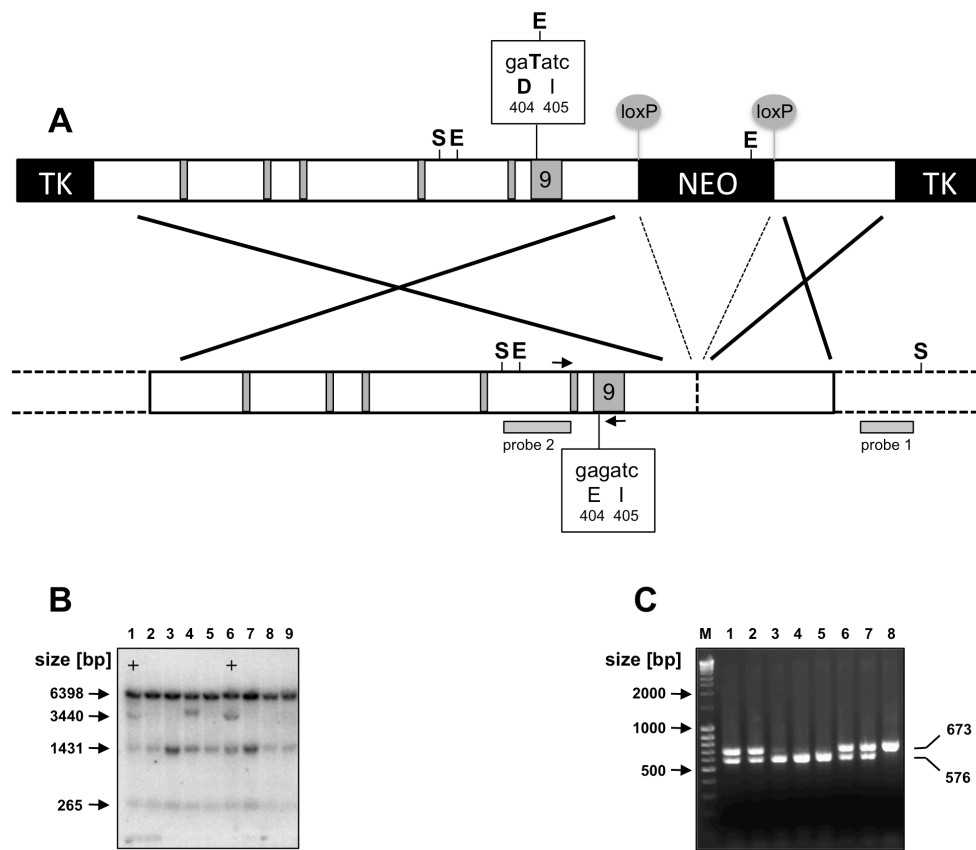 E
gaTatc
D I
404 405
A
loxP
loxP
S E
E
TK
9
NEO
TK
S E
S
9
probe 2
probe 1
gagatc
E I
404 405
B
1 2 3 4 5 6 7 8 9
size [bp]
+ +
6398
3440
1431
265
C
M 1 2 3 4 5 6 7 8
size [bp]
2000
1000
500
673
576